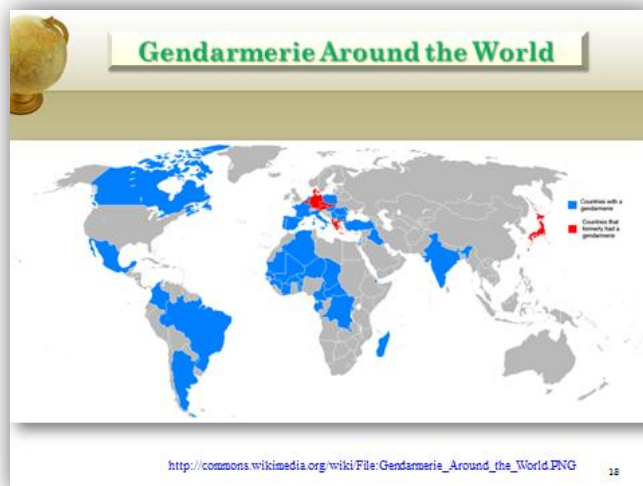 Gendarmerie Around the World
Countries with a
gendarmerie
Countries that
formerly had a
gendarmerie
http://commons.wikimedia.org/wiki/File:Gendarmerie_Around_the_World.PNG
18